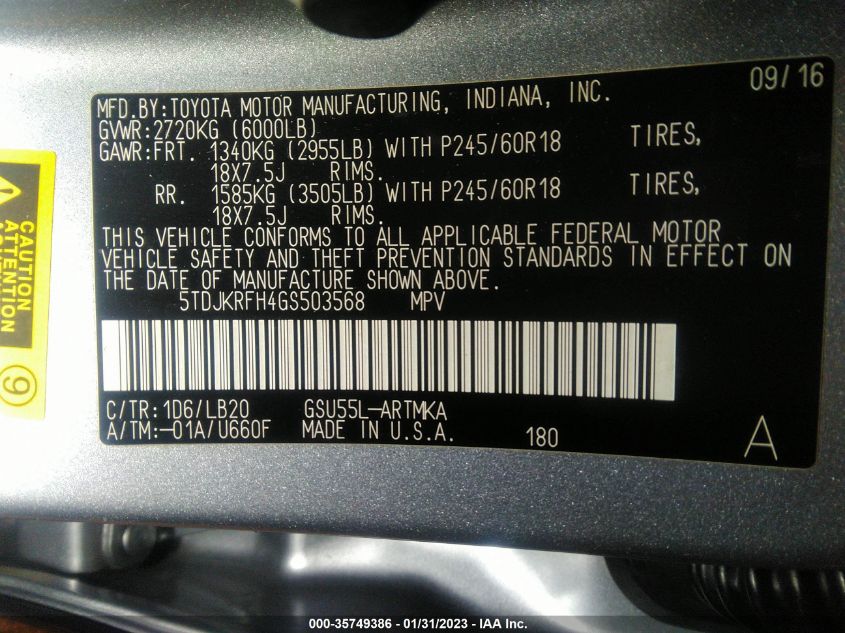 09/16
MFD.BY:TOYOTA MOTOR MANUFACTURING, INDIANA, INC.
GVWR:2720KG (6000LB)
GAWR:FRT. 1340KG (2955LB) WITH P245/60R18 TIRES,
18X7.5J RIMS.
RR. 1585KG (3505LB) WITH P245/60R18 TIRES,
18X7.5J RIMS.
THIS VEHICLE CONFORMS TO ALL APPLICABLE FEDERAL MOTOR
VEHICLE SAFETY AND THEFT PREVENTION STANDARDS IN EFFECT ON
THE DATE OF MANUFACTURE SHOWN ABOVE.
5TDJKRFH4GS503568 MPV
C/TR:1D6/LB20 GSU55L-ARTMKA
A/TM:-01A/U660F MADE IN U.S.A. 180 A
CAUTION
ATTENTION
9
000-35749386 - 01/31/2023 - IAA Inc.